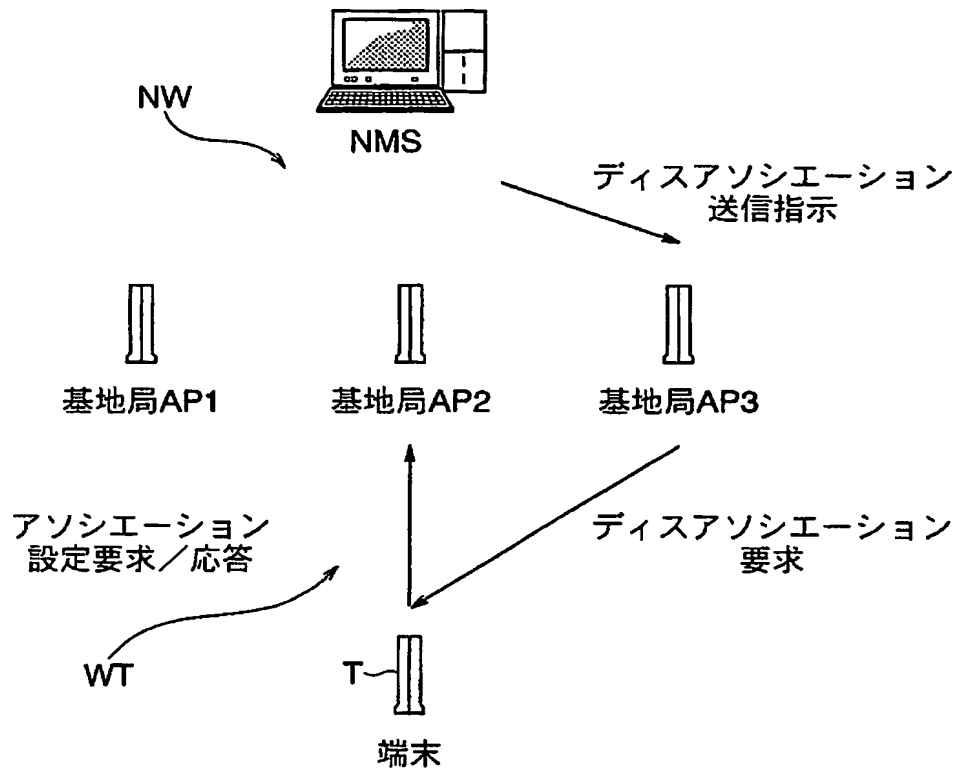 NW
NMS
ディスアソシエーション
送信指示
基地局AP1
基地局AP2
基地局AP3
アソシエーション
設定要求／応答
ディスアソシエーション
要求
WT
T
端末